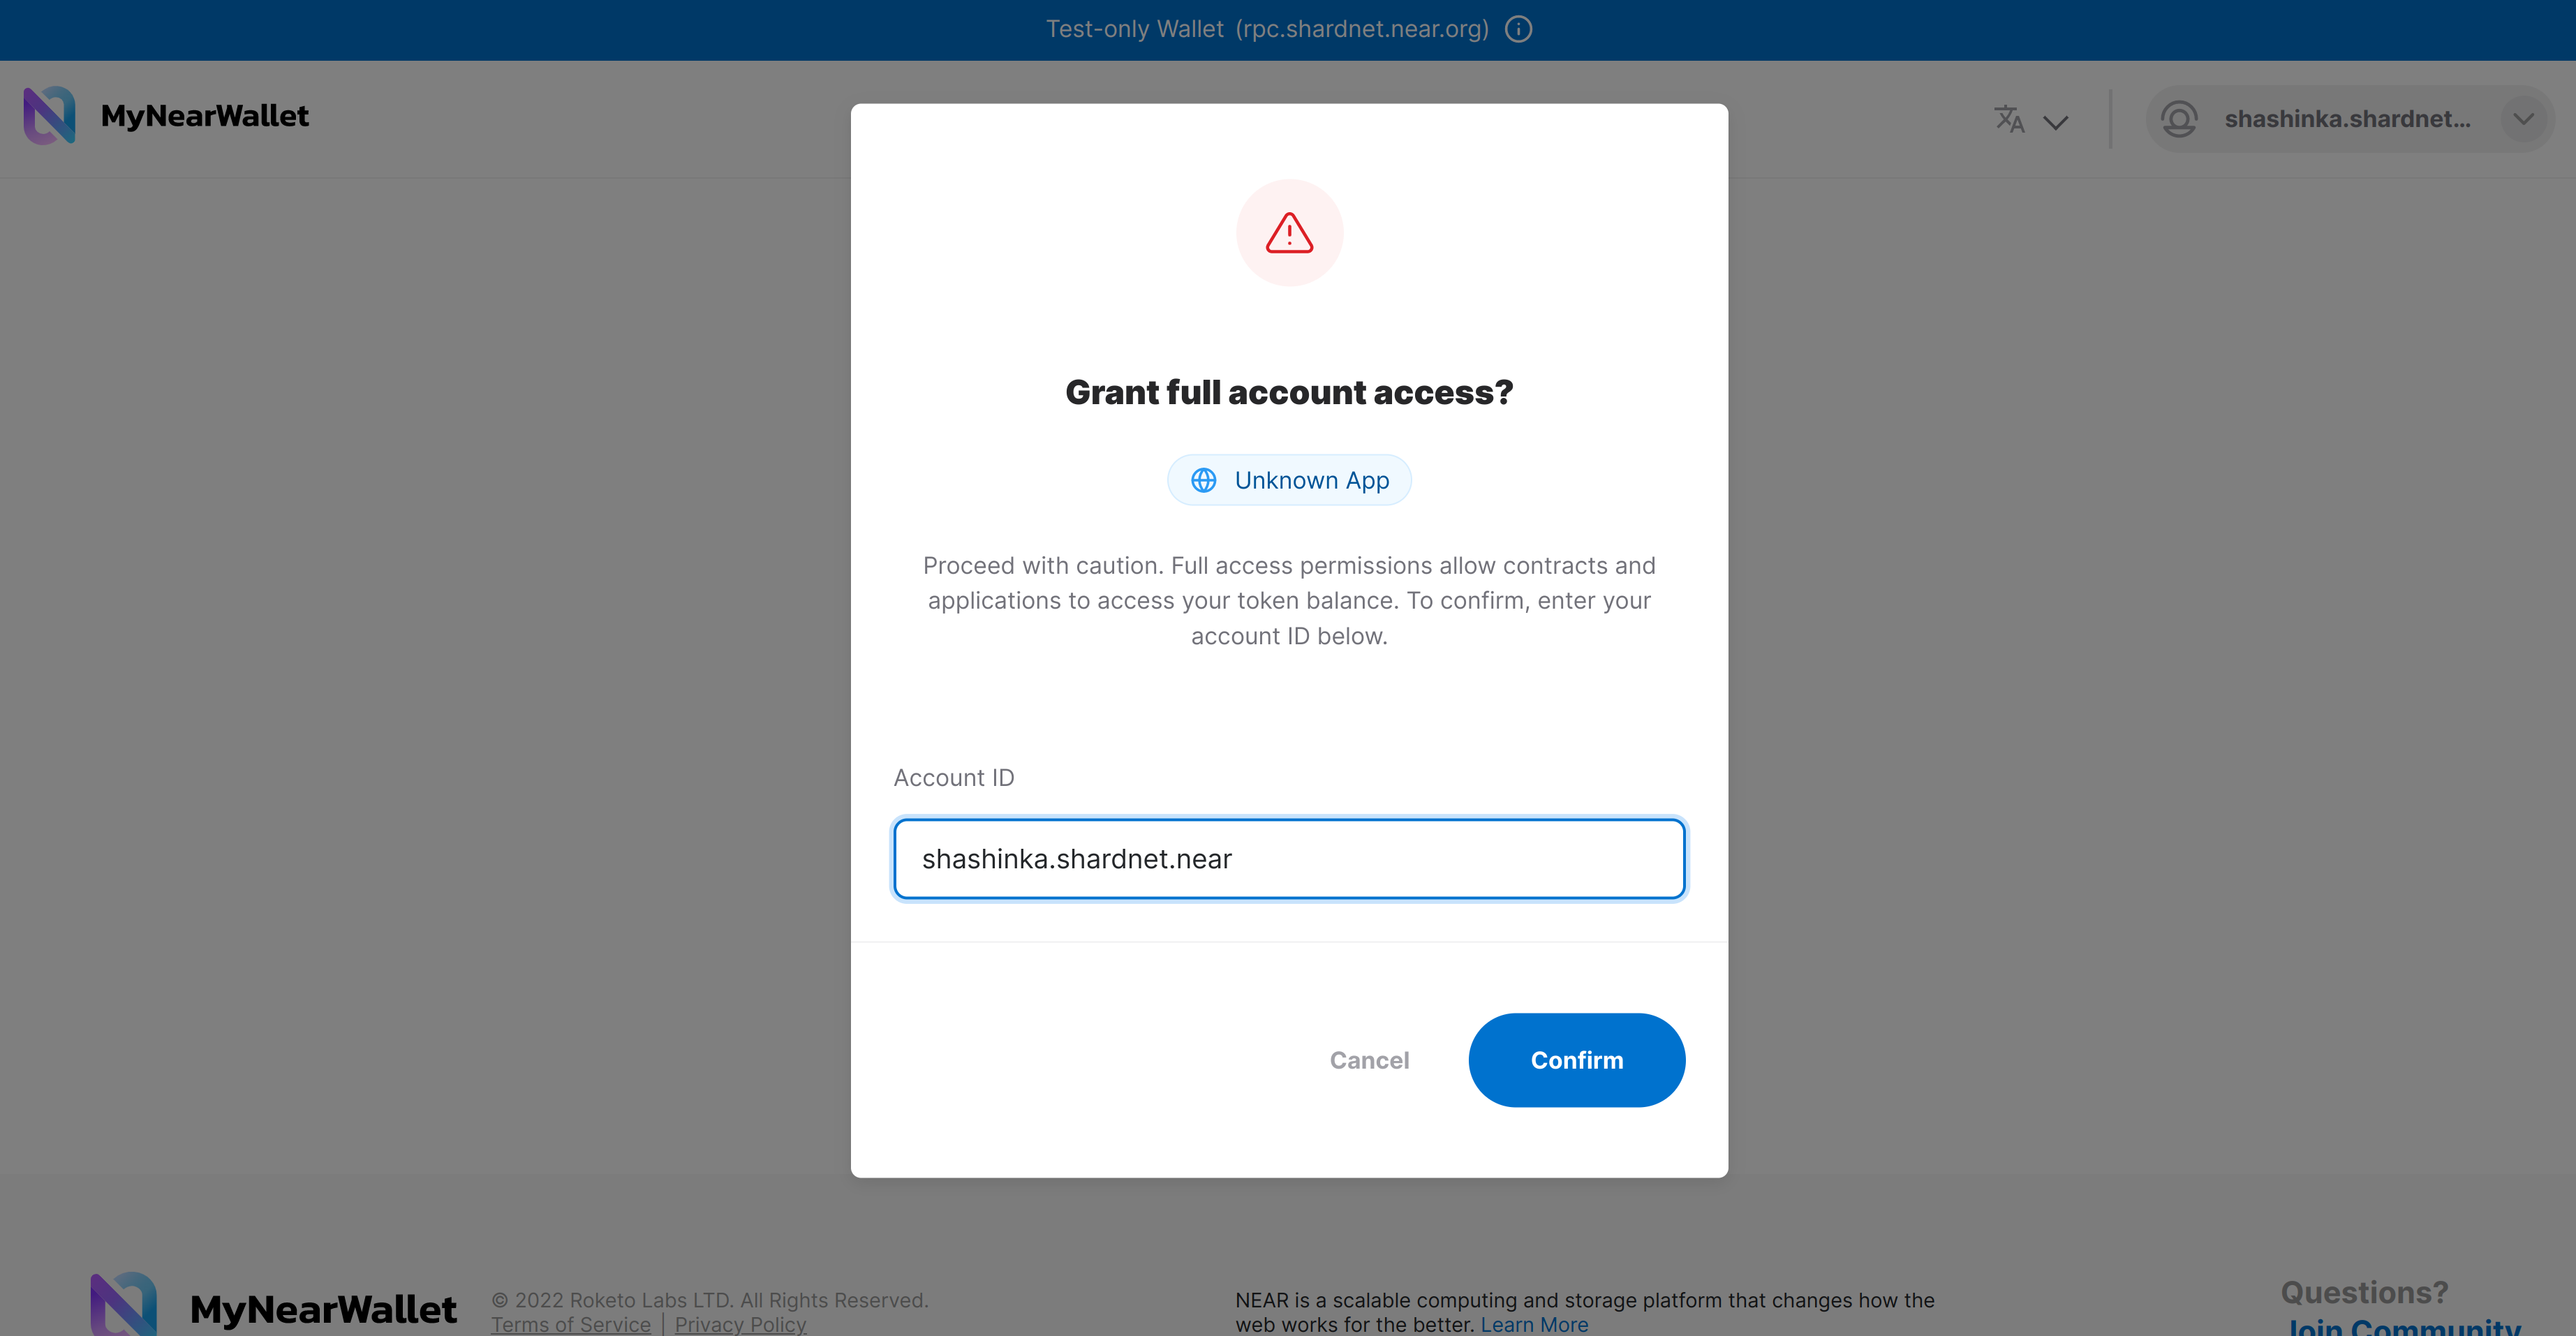 Test-only Wallet (rpc.shardnet.near.org)
MyNearWallet
shashinka.shardnet...
Grant full account access?
Unknown App
Proceed with caution. Full access permissions allow contracts and
applications to access your token balance. To confirm, enter your
account ID below.
Account ID
shashinka.shardnet.near
Cancel
Confirm
MyNearWallet
© 2022 Roketo Labs LTD. All Rights Reserved.
Terms of Service | Privacy Policy
NEAR is a scalable computing and storage platform that changes how the
web works for the better. Learn More
Questions?
Join Community